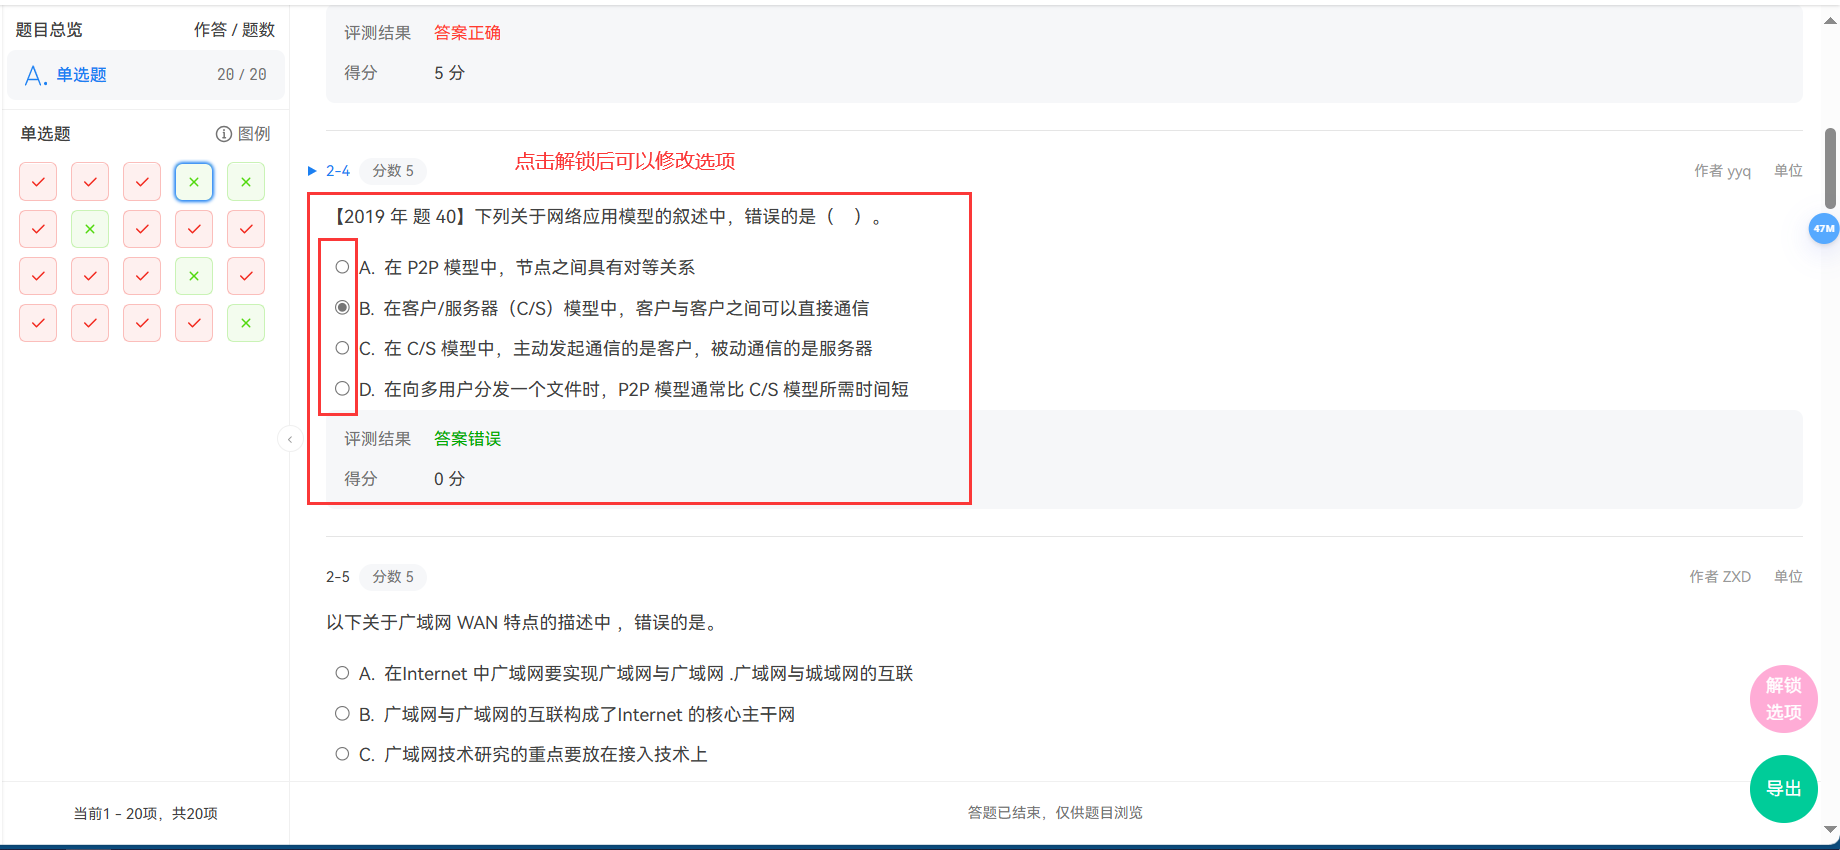 题目总览 作答 / 题数
A. 单选题 20 / 20
单选题 图例
评测结果 答案正确
得分 5 分
2-4 分数 5 点击解锁后可以修改选项 作者 yyq 单位
【2019 年 题 40】下列关于网络应用模型的叙述中，错误的是（ ）。
A. 在 P2P 模型中，节点之间具有对等关系
B. 在客户/服务器（C/S）模型中，客户与客户之间可以直接通信
C. 在 C/S 模型中，主动发起通信的是客户，被动通信的是服务器
D. 在向多用户分发一个文件时，P2P 模型通常比 C/S 模型所需时间短
评测结果 答案错误
得分 0 分
47M
2-5 分数 5 作者 ZXD 单位
以下关于广域网 WAN 特点的描述中 ，错误的是。
A. 在Internet 中广域网要实现广域网与广域网 .广域网与城域网的互联
B. 广域网与广域网的互联构成了Internet 的核心主干网
C. 广域网技术研究的重点要放在接入技术上
解锁
选项
导出
当前1 - 20项，共20项
答题已结束，仅供题目浏览